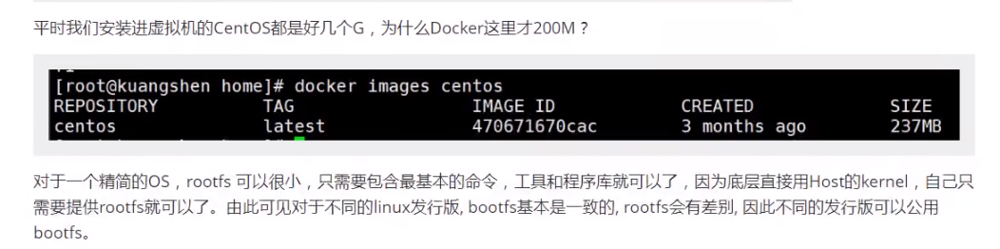 平时我们安装进虚拟机的CentOS都是好几个G，为什么Docker这里才200M？
[root@kuangshen home]# docker images centos
REPOSITORY TAG IMAGE ID CREATED SIZE
centos latest 470671670cac 3 months ago 237MB
对于一个精简的OS，rootfs 可以很小，只需要包含最基本的命令，工具和程序库就可以了，因为底层直接用Host的kernel，自己只
需要提供rootfs就可以了。由此可见对于不同的linux发行版, bootfs基本是一致的, rootfs会有差别, 因此不同的发行版可以公用
bootfs。